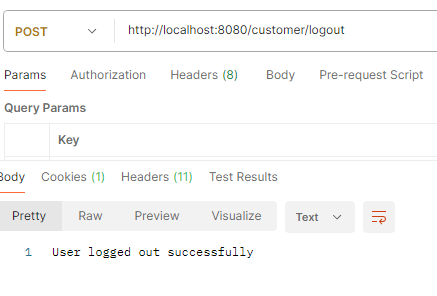 POST http://localhost:8080/customer/logout
Params Authorization Headers (8) Body Pre-request Script
Query Params
Key
Body Cookies (1) Headers (11) Test Results
Pretty Raw Preview Visualize Text
1 User logged out successfully